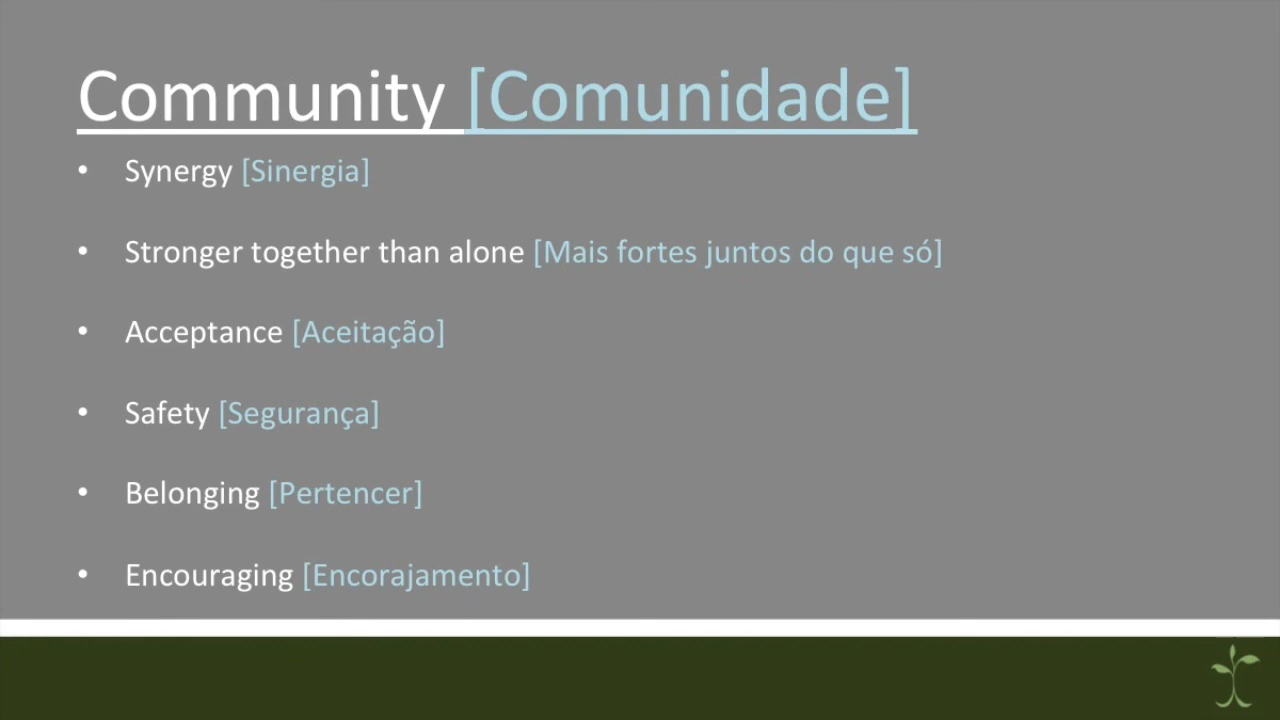 Community [Comunidade]
• Synergy [Sinergia]
• Stronger together than alone [Mais fortes juntos do que só]
• Acceptance [Aceitação]
• Safety [Segurança]
• Belonging [Pertencer]
• Encouraging [Encorajamento]